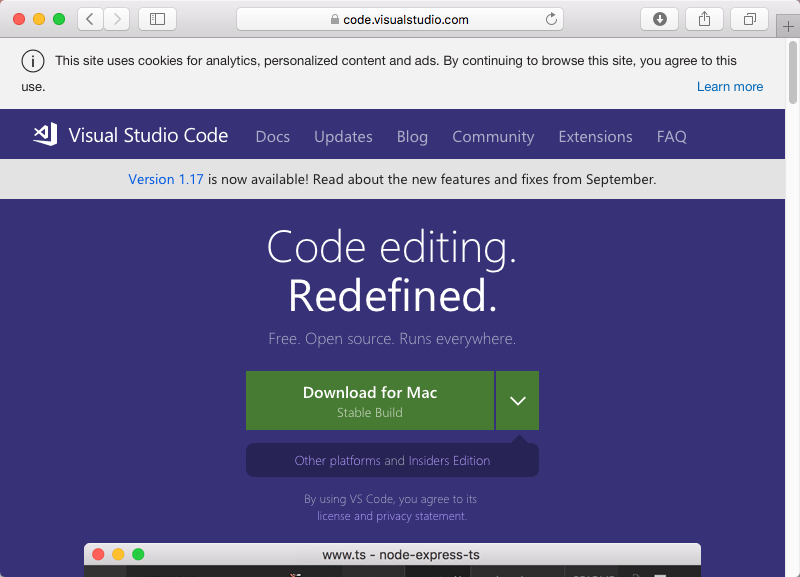 code.visualstudio.com
This site uses cookies for analytics, personalized content and ads. By continuing to browse this site, you agree to this
use.
Learn more
Visual Studio Code Docs Updates Blog Community Extensions FAQ
Version 1.17 is now available! Read about the new features and fixes from September.
Code editing.
Redefined.
Free. Open source. Runs everywhere.
Download for Mac
Stable Build
Other platforms and Insiders Edition
By using VS Code, you agree to its
license and privacy statement.
www.ts - node-express-ts